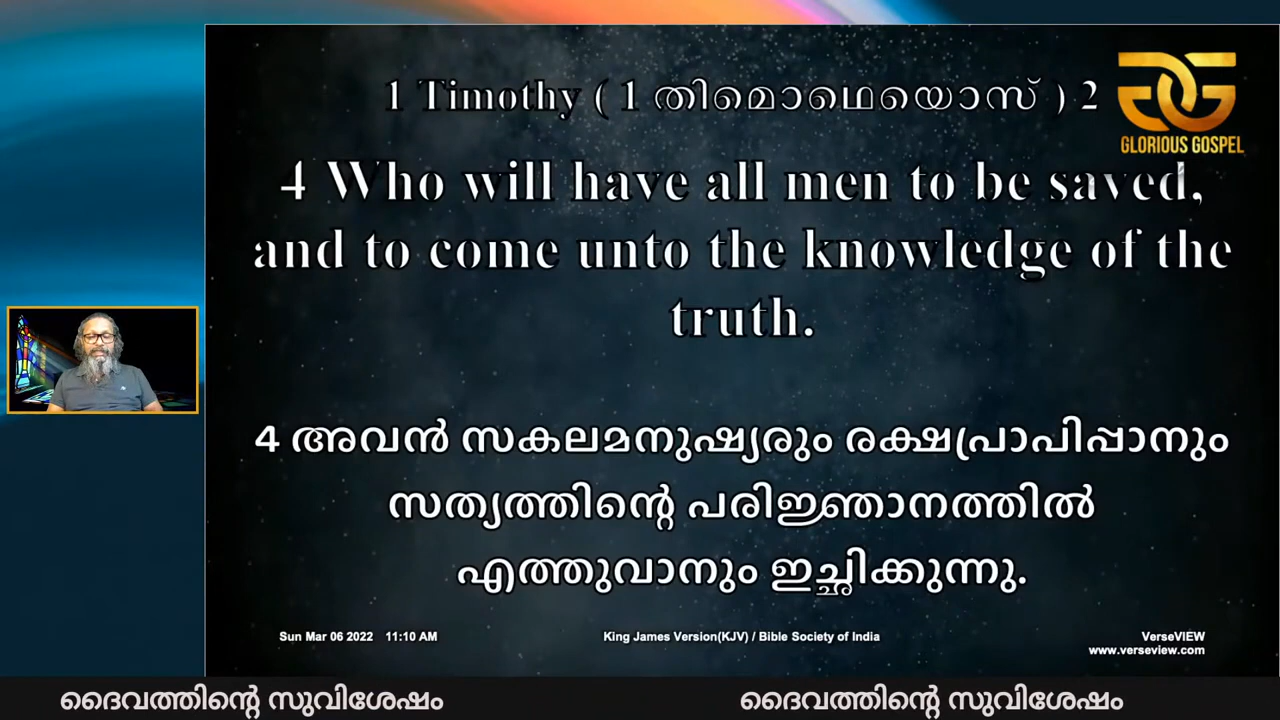 1 Timothy ( 1 തിമൊഥെയൊസ് ) 2
GG
GLORIOUS GOSPEL
4 Who will have all men to be saved,
and to come unto the knowledge of the
truth.
4 അവൻ സകലമനുഷ്യരും രക്ഷപ്രാപിപ്പാനും
സത്യത്തിന്റെ പരിജ്ഞാനത്തിൽ
എത്തുവാനും ഇച്ഛിക്കുന്നു.
Sun Mar 06 2022 11:10 AM
King James Version(KJV) / Bible Society of India
VerseVIEW
www.verseview.com
ദൈവത്തിന്റെ സുവിശേഷം
ദൈവത്തിന്റെ സുവിശേഷം